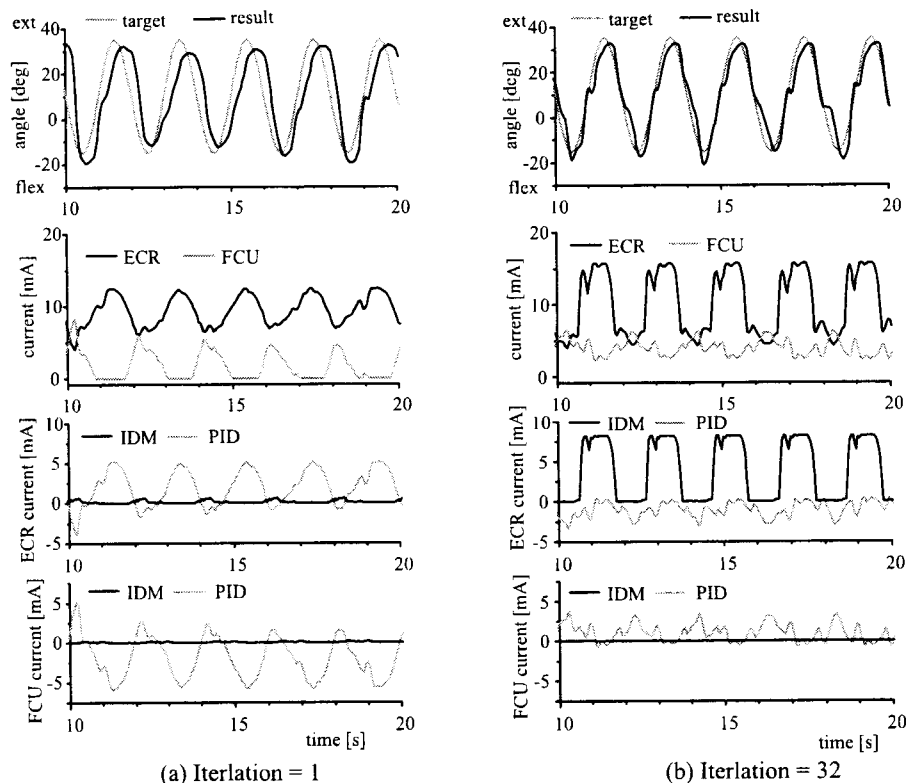 ext
target
result
40
20
0
-20
angle [deg]
flex
10
15
20
ECR
FCU
20
10
0
current [mA]
10
15
20
IDM
PID
10
5
0
-5
ECR current [mA]
10
15
20
IDM
PID
5
0
-5
FCU current [mA]
10
15
20
time [s]
(a) Iterlation = 1
ext
target
result
40
20
0
-20
angle [deg]
flex
10
15
20
ECR
FCU
20
10
0
current [mA]
10
15
20
IDM
PID
10
5
0
-5
ECR current [mA]
10
15
20
IDM
PID
5
0
-5
FCU current [mA]
10
15
20
time [s]
(b) Iterlation = 32